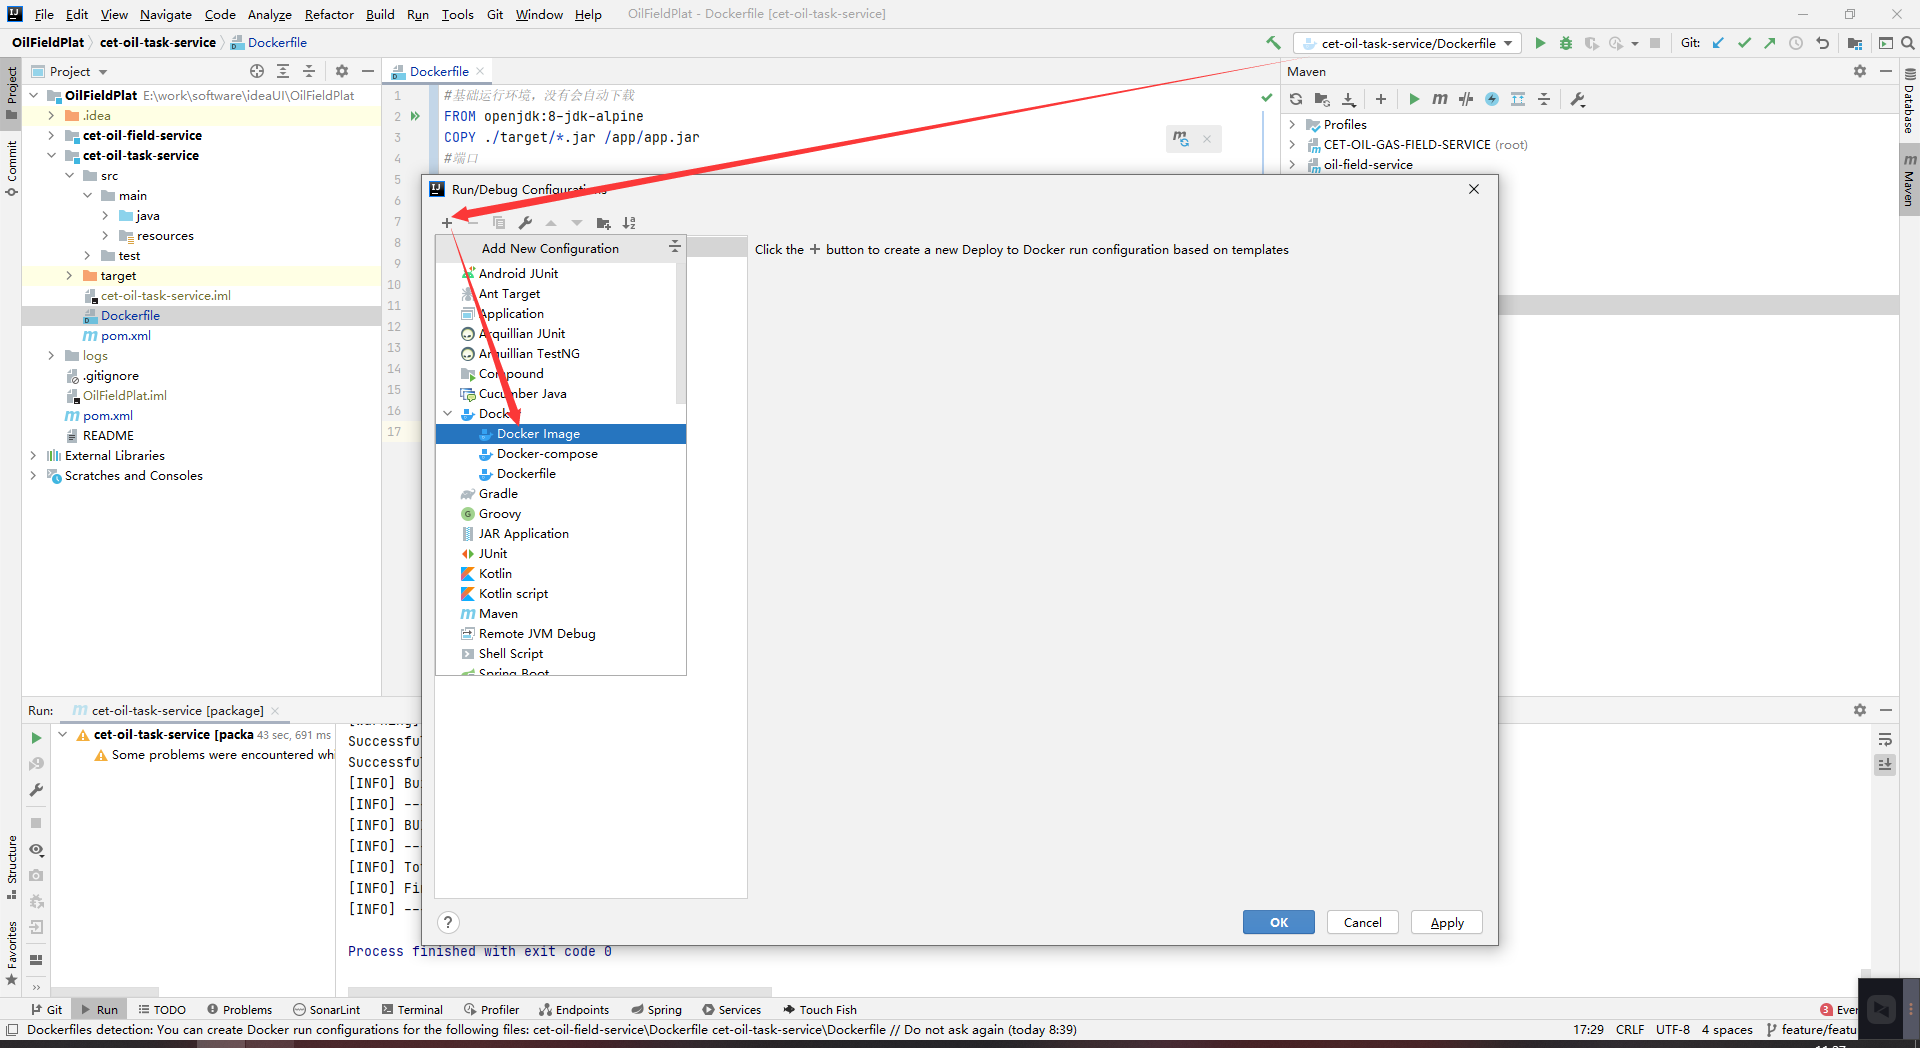 File Edit View Navigate Code Analyze Refactor Build Run Tools Git Window Help OilFieldPlat - Dockerfile [cet-oil-task-service]
OilFieldPlat cet-oil-task-service Dockerfile
cet-oil-task-service/Dockerfile Git:
Project
Dockerfile
Maven
OilFieldPlat E:\work\software\ideaUI\OilFieldPlat
.idea
cet-oil-field-service
cet-oil-task-service
src
main
java
resources
test
target
cet-oil-task-service.iml
Dockerfile
pom.xml
logs
.gitignore
OilFieldPlat.iml
pom.xml
README
External Libraries
Scratches and Consoles
1 #基础运行环境，没有会自动下载
2 FROM openjdk:8-jdk-alpine
3 COPY ./target/*.jar /app/app.jar
4 #端口
5
6
7
8
9
10
11
12
13
14
15
16
17
Profiles
CET-OIL-GAS-FIELD-SERVICE (root)
oil-field-service
Run/Debug Configurations
Add New Configuration
Android JUnit
Ant Target
Application
Arquillian JUnit
Arquillian TestNG
Compound
Cucumber Java
Docker
Docker Image
Docker-compose
Dockerfile
Gradle
Groovy
JAR Application
JUnit
Kotlin
Kotlin script
Maven
Remote JVM Debug
Shell Script
Spring Boot
Click the + button to create a new Deploy to Docker run configuration based on templates
?
OK Cancel Apply
Project
Commit
Structure
Favorites
Database
Maven
Run: cet-oil-task-service [package]
cet-oil-task-service [packa 43 sec, 691 ms
Some problems were encountered wh
Successfu
Successfu
[INFO] Bu
[INFO] --
[INFO] BU
[INFO] --
[INFO] To
[INFO] Fi
[INFO] --
Process finished with exit code 0
Git Run TODO Problems SonarLint Terminal Profiler Endpoints Spring Services Touch Fish 3 Ever
Dockerfiles detection: You can create Docker run configurations for the following files: cet-oil-field-service\Dockerfile cet-oil-task-service\Dockerfile // Do not ask again (today 8:39) 17:29 CRLF UTF-8 4 spaces feature/featu